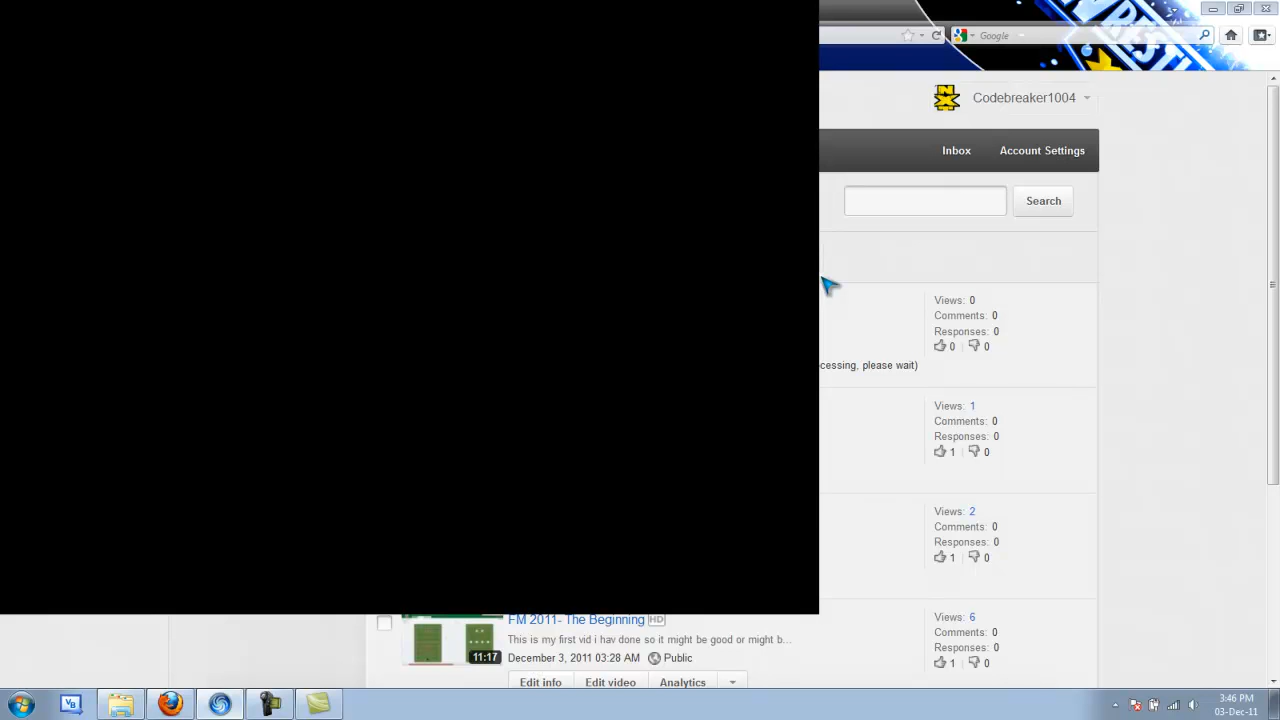 Google
Codebreaker1004
Inbox Account Settings
Search
Views: 0
Comments: 0
Responses: 0
0 0
cessing, please wait)
Views: 1
Comments: 0
Responses: 0
1 0
Views: 2
Comments: 0
Responses: 0
1 0
FM 2011- The Beginning HD
This is my first vid i hav done so it might be good or might b...
11:17
December 3, 2011 03:28 AM Public
Edit info Edit video Analytics
Views: 6
Comments: 0
Responses: 0
1 0
3:46 PM
03-Dec-11